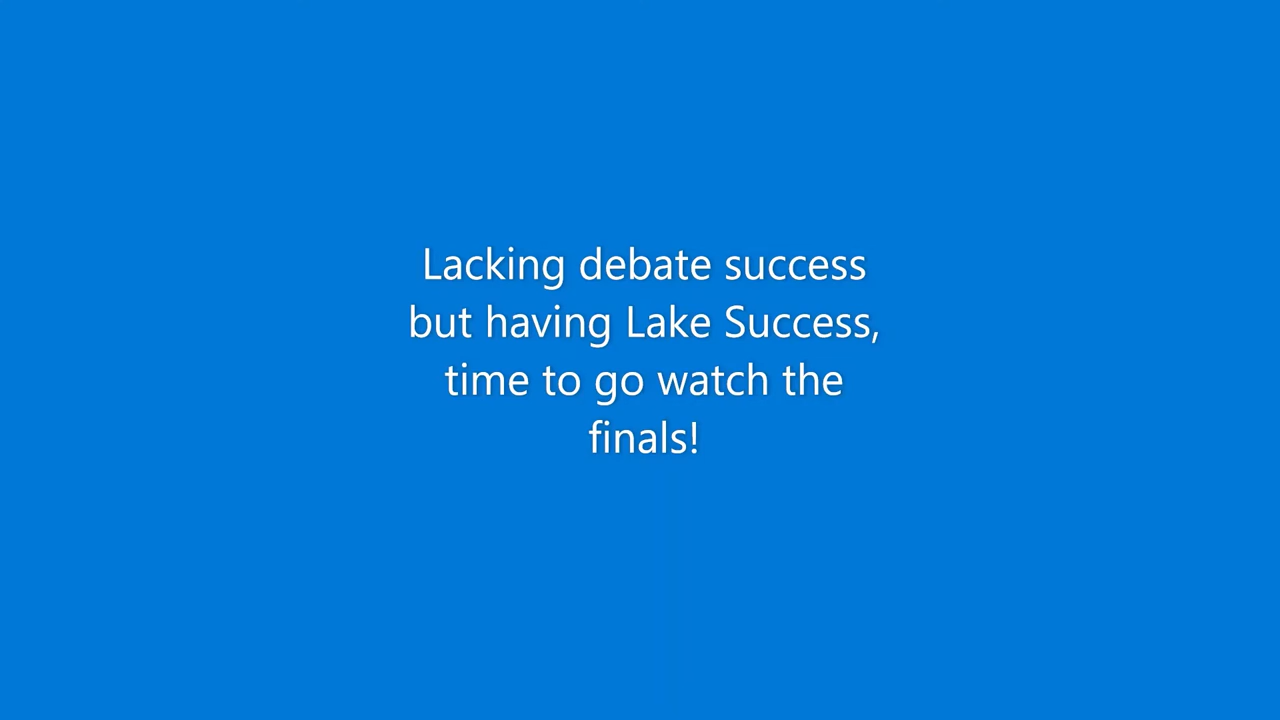 Lacking debate success
but having Lake Success,
time to go watch the
finals!